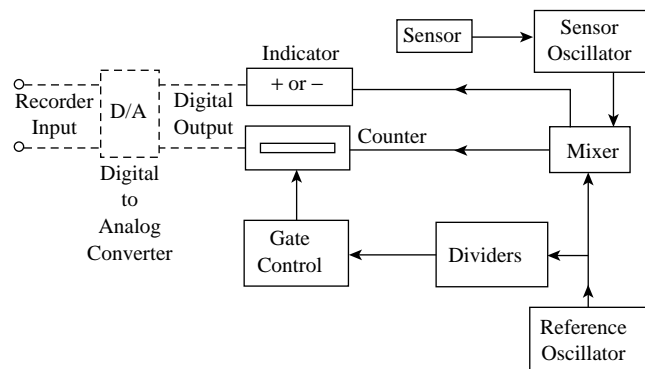 Sensor
Sensor
Oscillator
Indicator
+ or −
Recorder
Input
D/A
Digital
Output
Counter
Mixer
Digital
to
Analog
Converter
Gate
Control
Dividers
Reference
Oscillator